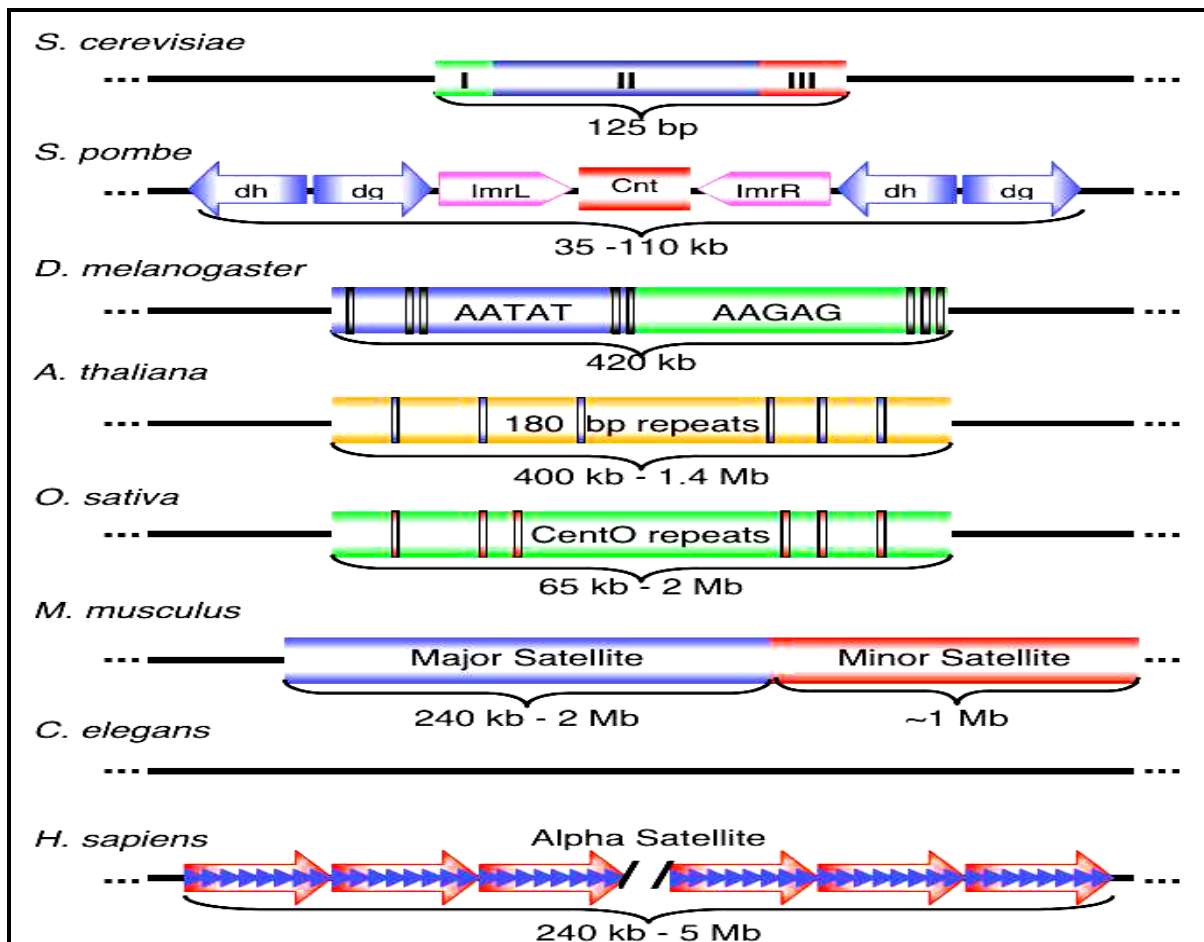 S. cerevisiae
I II III
125 bp
S. pombe
dh dg ImrL Cnt ImrR dh dg
35 -110 kb
D. melanogaster
AATAT AAGAG
420 kb
A. thaliana
180 bp repeats
400 kb - 1.4 Mb
O. sativa
CentO repeats
65 kb - 2 Mb
M. musculus
Major Satellite Minor Satellite
240 kb - 2 Mb ~1 Mb
C. elegans
H. sapiens Alpha Satellite
240 kb - 5 Mb